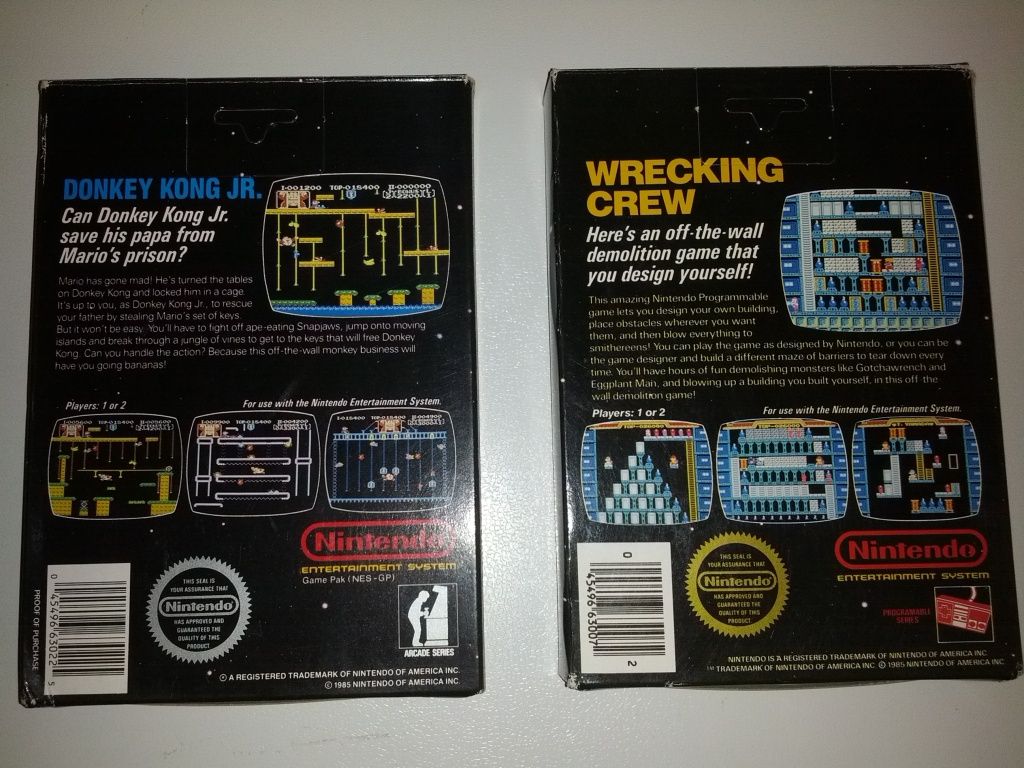 DONKEY KONG JR.
Can Donkey Kong Jr.
save his papa from
Mario's prison?
I-001200 TOP-015400 II-000000
Mario has gone mad! He's turned the tables
on Donkey Kong and locked him in a cage.
It's up to you, as Donkey Kong Jr., to rescue
your father by stealing Mario's set of keys.
But it won't be easy. You'll have to fight off ape-eating Snapjaws, jump onto moving
islands and break through a jungle of vines to get to the keys that will free Donkey
Kong. Can you handle the action? Because this off-the-wall monkey business will
have you going bananas!
Players: 1 or 2
For use with the Nintendo Entertainment System.
Nintendo
ENTERTAINMENT SYSTEM
Game Pak (NES-GP)
PROOF OF PURCHASE
0 45496 63022 5
THIS SEAL IS
YOUR ASSURANCE THAT
Nintendo
HAS APPROVED AND
GUARANTEED THE
QUALITY OF THIS
PRODUCT
ARCADE SERIES
A REGISTERED TRADEMARK OF NINTENDO OF AMERICA INC.
© 1985 NINTENDO OF AMERICA INC.
WRECKING
CREW
Here's an off-the-wall
demolition game that
you design yourself!
This amazing Nintendo Programmable
game lets you design your own building,
place obstacles wherever you want
them, and then blow everything to
smithereens! You can play the game as designed by Nintendo, or you can be
the game designer and build a different maze of barriers to tear down every
time. You'll have hours of fun demolishing monsters like Gotchawrench and
Eggplant Man, and blowing up a building you built yourself, in this off-the
wall demolition game!
Players: 1 or 2
For use with the Nintendo Entertainment System.
Nintendo
ENTERTAINMENT SYSTEM
0 45496 63007 2
THIS SEAL IS
YOUR ASSURANCE THAT
Nintendo
HAS APPROVED AND
GUARANTEED THE
QUALITY OF THIS
PRODUCT
PROGRAMABLE
SERIES
NINTENDO IS A REGISTERED TRADEMARK OF NINTENDO OF AMERICA INC.
TM TRADEMARK OF NINTENDO OF AMERICA INC © 1985 NINTENDO OF AMERICA INC.